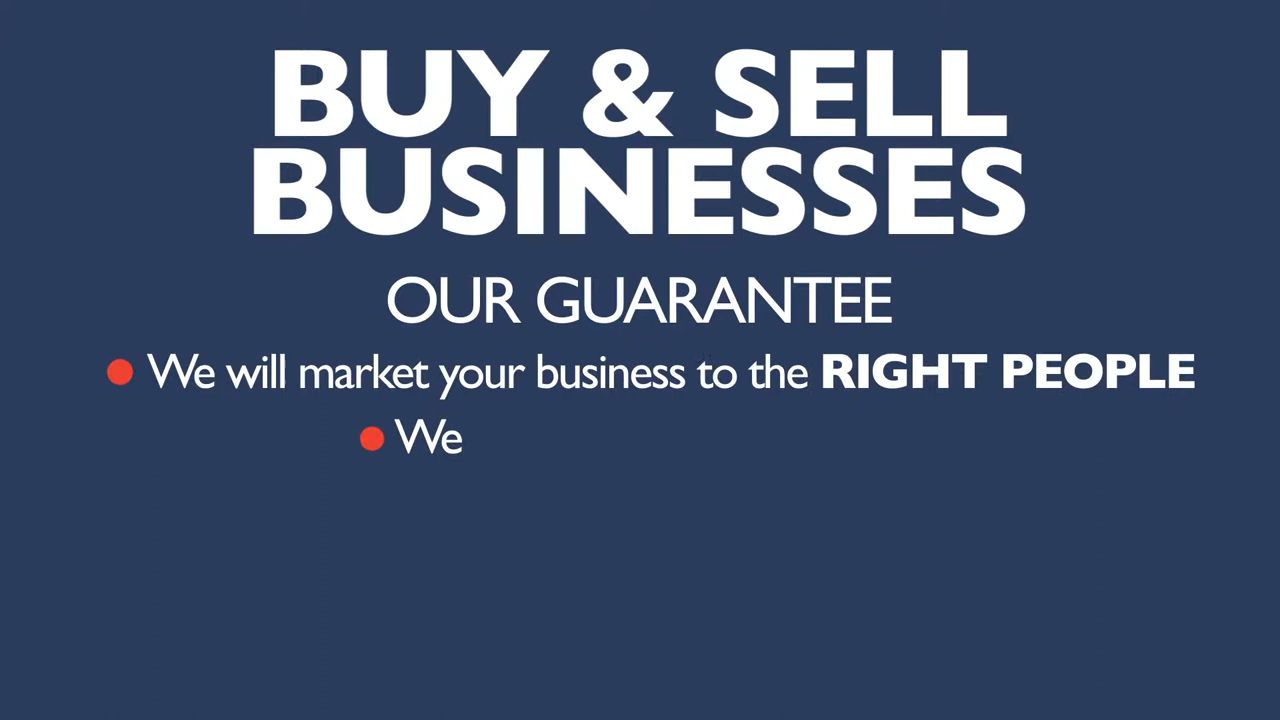 BUY & SELL
BUSINESSES
OUR GUARANTEE
We will market your business to the RIGHT PEOPLE
We